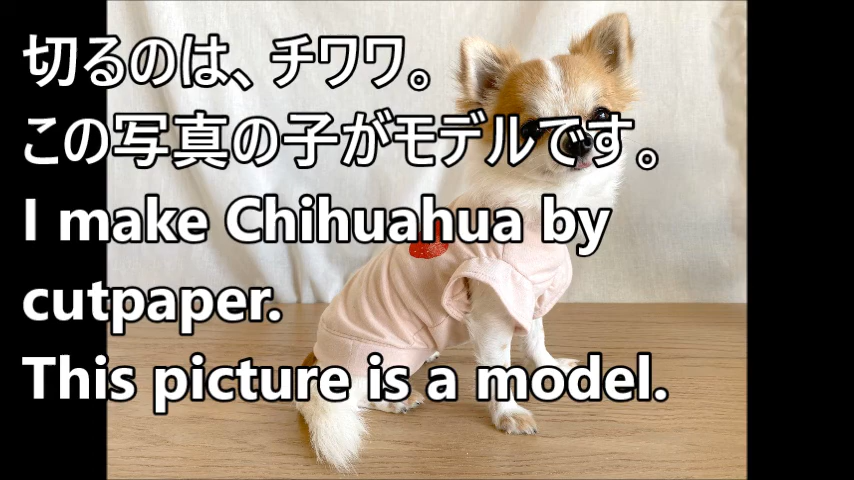 切るのは、チワワ。
この写真の子がモデルです。
I make Chihuahua by
cutpaper.
This picture is a model.